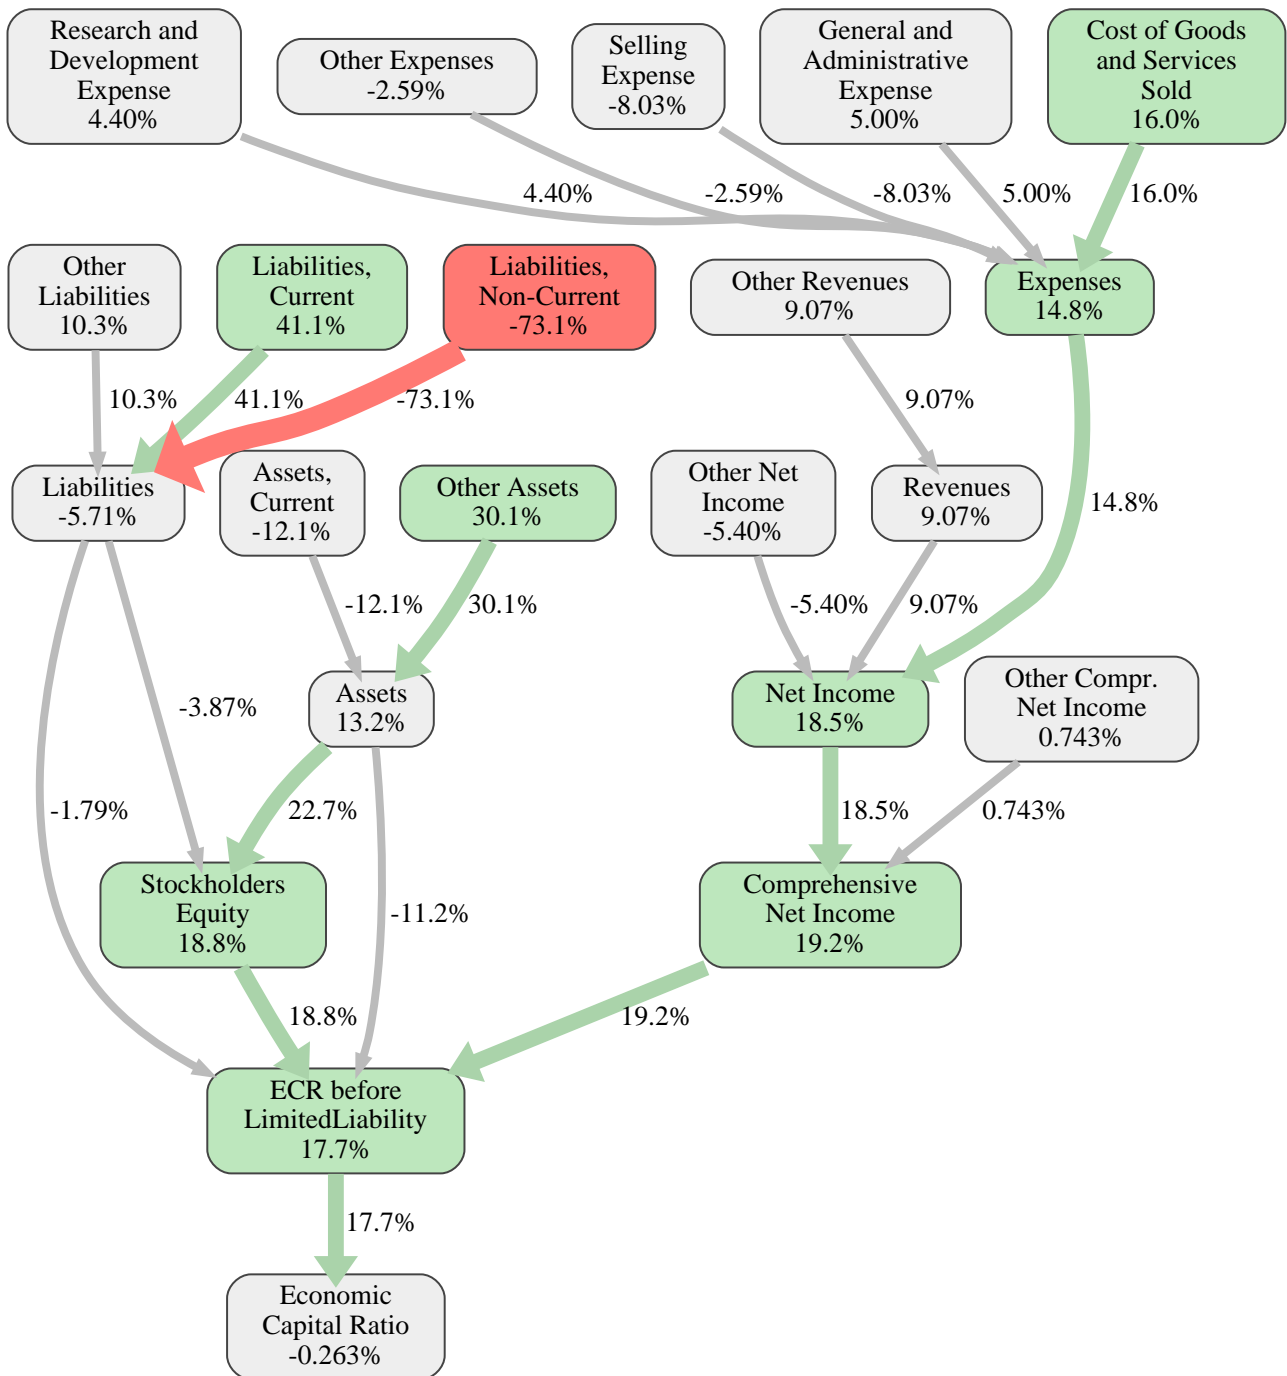 Research and
Development
Expense
4.40%
Other Expenses
-2.59%
Selling
Expense
-8.03%
General and
Administrative
Expense
5.00%
Cost of Goods
and Services
Sold
16.0%
4.40%
-2.59%
-8.03%
5.00%
16.0%
Other
Liabilities
10.3%
Liabilities,
Current
41.1%
Liabilities,
Non-Current
-73.1%
Other Revenues
9.07%
Expenses
14.8%
10.3%
41.1%
-73.1%
9.07%
Liabilities
-5.71%
Assets,
Current
-12.1%
Other Assets
30.1%
Other Net
Income
-5.40%
Revenues
9.07%
14.8%
-12.1%
30.1%
-5.40%
9.07%
-3.87%
Assets
13.2%
Net Income
18.5%
Other Compr.
Net Income
0.743%
-1.79%
22.7%
18.5%
0.743%
Stockholders
Equity
18.8%
-11.2%
Comprehensive
Net Income
19.2%
18.8%
19.2%
ECR before
LimitedLiability
17.7%
17.7%
Economic
Capital Ratio
-0.263%